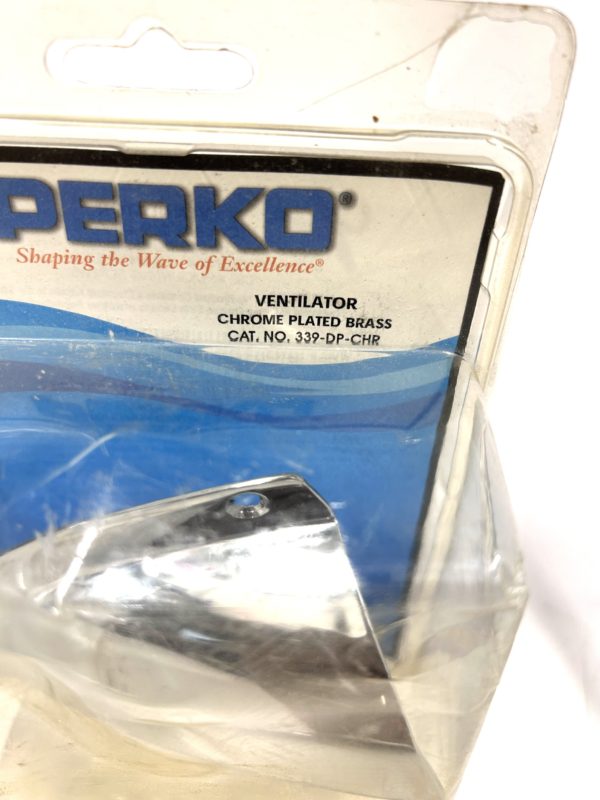 PERKO®
Shaping the Wave of Excellence®
VENTILATOR
CHROME PLATED BRASS
CAT. NO. 339-DP-CHR